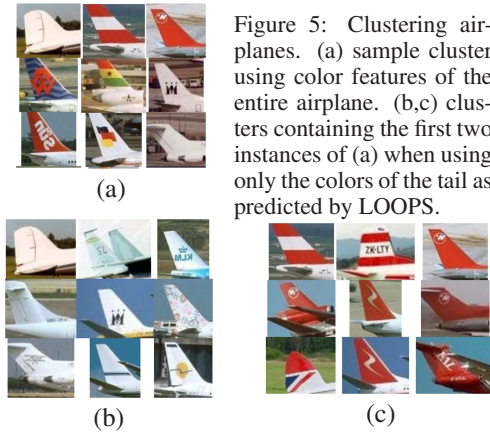 Figure 5: Clustering air-
planes. (a) sample cluster
using color features of the
entire airplane. (b,c) clus-
ters containing the first two
instances of (a) when using
only the colors of the tail as
predicted by LOOPS.
(a)
KLM
ZK-LTY
(b)
(c)